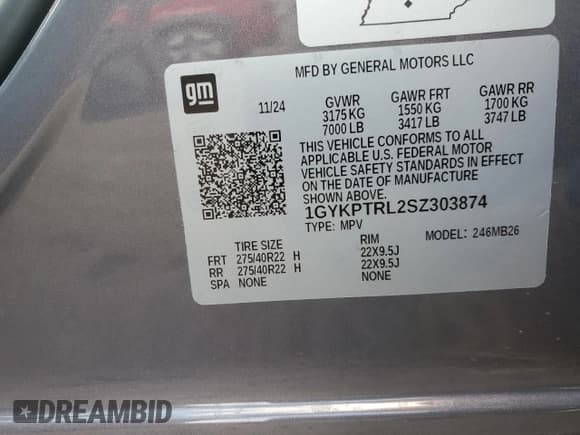 MFD BY GENERAL MOTORS LLC
gm
11/24 GVWR GAWR FRT GAWR RR
3175 KG 1550 KG 1700 KG
7000 LB 3417 LB 3747 LB
THIS VEHICLE CONFORMS TO ALL
APPLICABLE U.S. FEDERAL MOTOR
VEHICLE SAFETY STANDARDS IN EFFECT
ON THE DATE OF MANUFACTURE
SHOWN ABOVE.
1GYKPTRL2SZ303874
TYPE: MPV MODEL: 246MB26
TIRE SIZE RIM
FRT 275/40R22 H 22X9.5J
RR 275/40R22 H 22X9.5J
SPA NONE NONE
DREAMBID